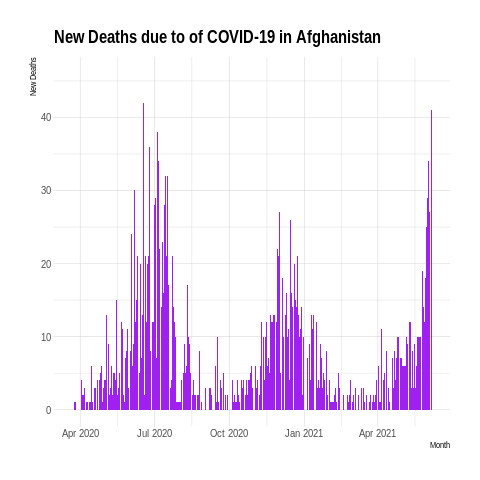 New Deaths due to of COVID-19 in Afghanistan
New Deaths
40
30
20
10
0
Apr 2020 Jul 2020 Oct 2020 Jan 2021 Apr 2021
Month